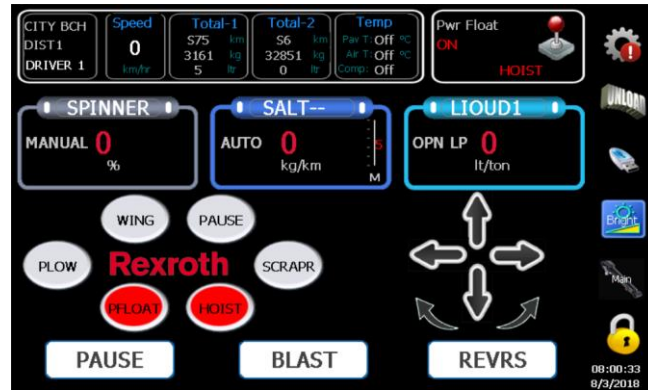 CITY BCH
DIST1
DRIVER 1
Speed
0
km/hr
Total-1
S75 km
3161 kg
5 ltr
Total-2
S6 km
32851 kg
0 ltr
Temp
Pav T: Off °C
Air T: Off °C
Comp: Off
Pwr Float
ON
HOIST
UNLOAD
SPINNER
MANUAL 0
%
SALT--
AUTO 0
kg/km
5
M
LIOUD1
OPN LP 0
lt/ton
WING
PAUSE
PLOW
Rexroth
SCRAPR
PFLOAT
HOIST
Bright
Main
PAUSE
BLAST
REVRS
1
08:00:33
8/3/2018